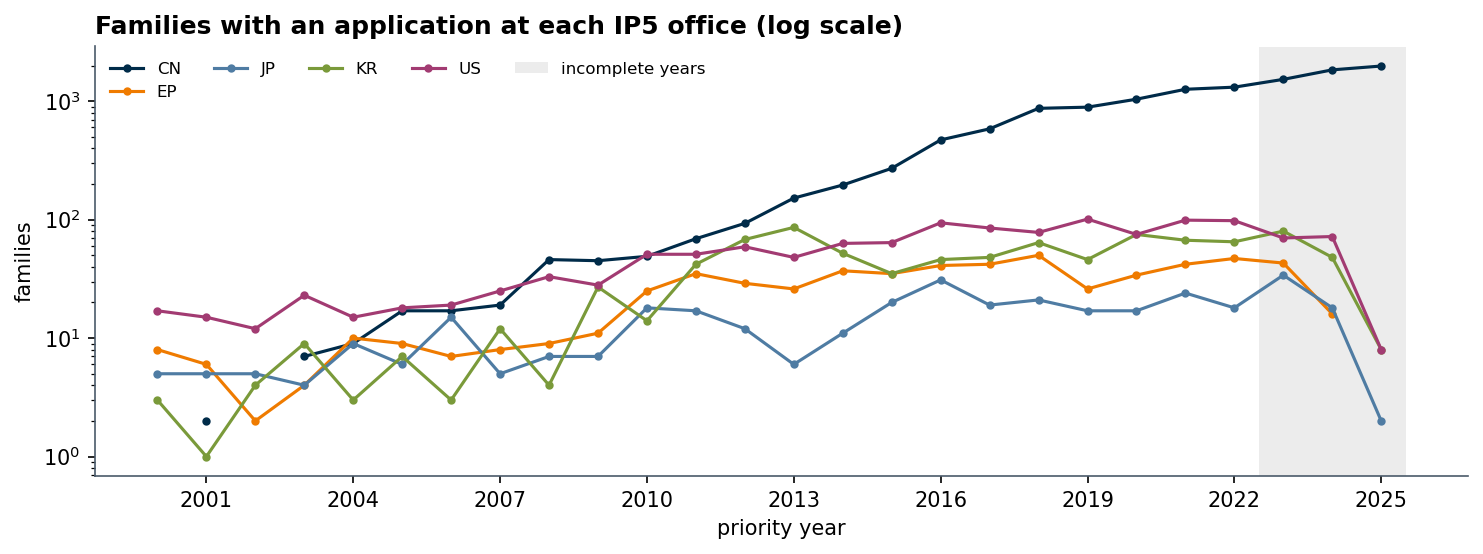 Families with an application at each IP5 office (log scale)
CN JP KR US incomplete years
EP
10³
10²
10¹
10⁰
families
2001 2004 2007 2010 2013 2016 2019 2022 2025
priority year